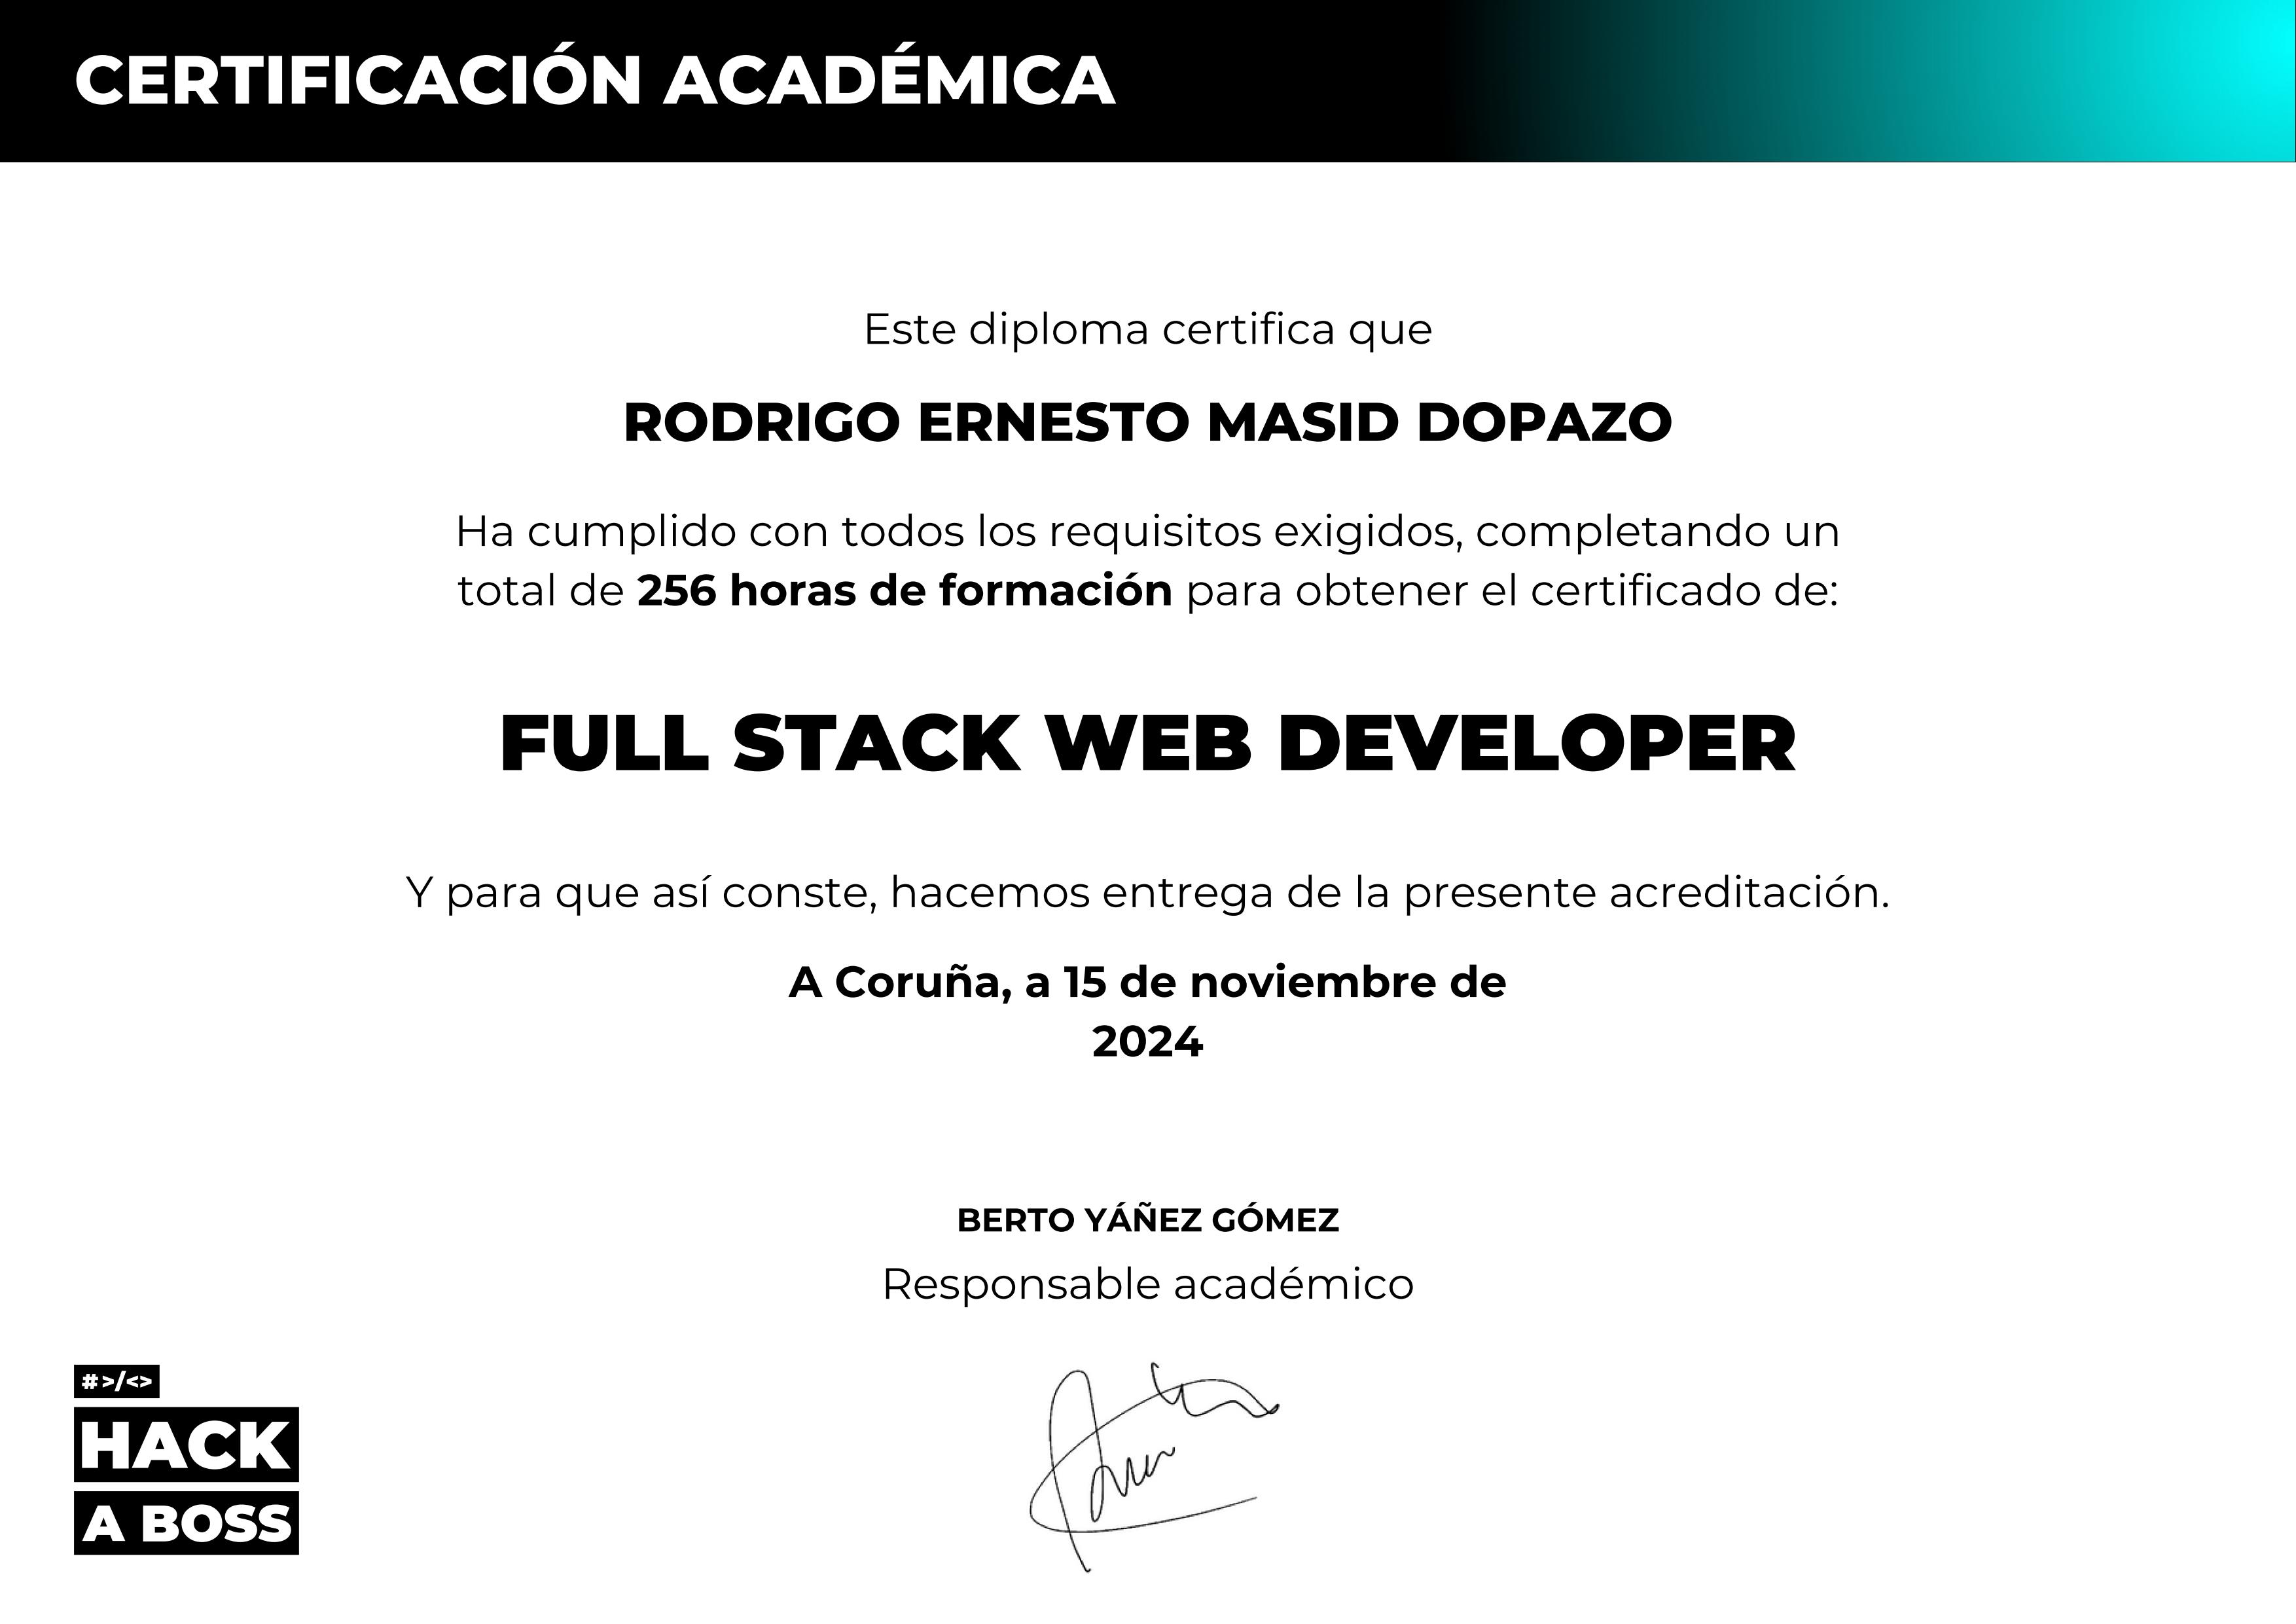 CERTIFICACIÓN ACADÉMICA
Este diploma certifica que
RODRIGO ERNESTO MASID DOPAZO
Ha cumplido con todos los requisitos exigidos, completando un
total de 256 horas de formación para obtener el certificado de:
FULL STACK WEB DEVELOPER
Y para que así conste, hacemos entrega de la presente acreditación.
A Coruña, a 15 de noviembre de
2024
BERTO YÁÑEZ GÓMEZ
Responsable académico
#>/<>
HACK
A BOSS